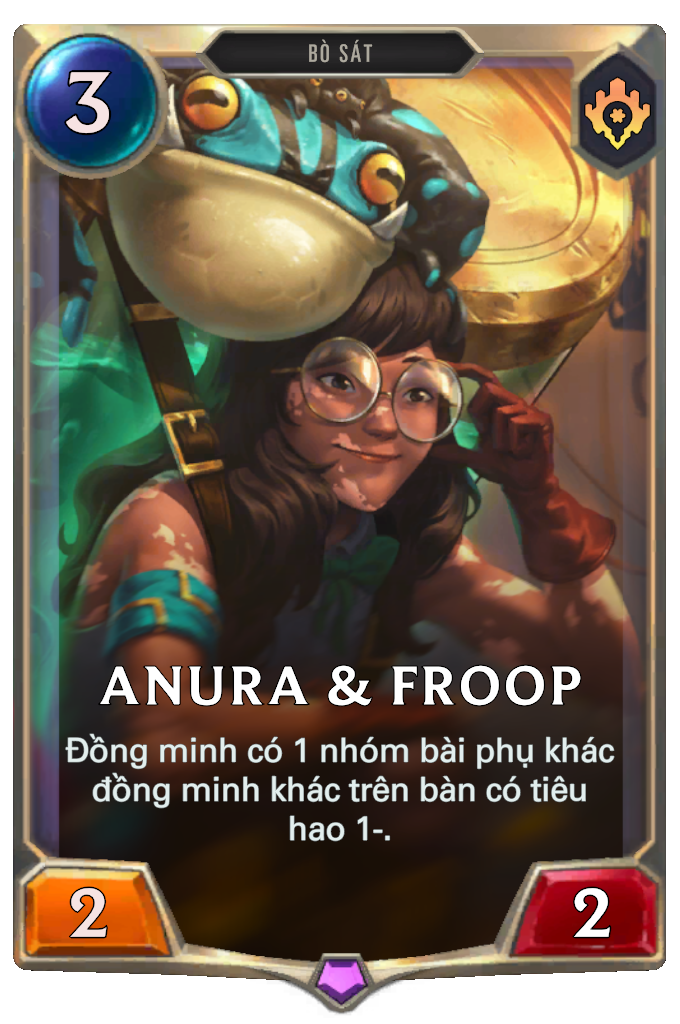 3
BÒ SÁT
ANURA & FROOP
Đồng minh có 1 nhóm bài phụ khác
đồng minh khác trên bàn có tiêu
hao 1-.
2
2